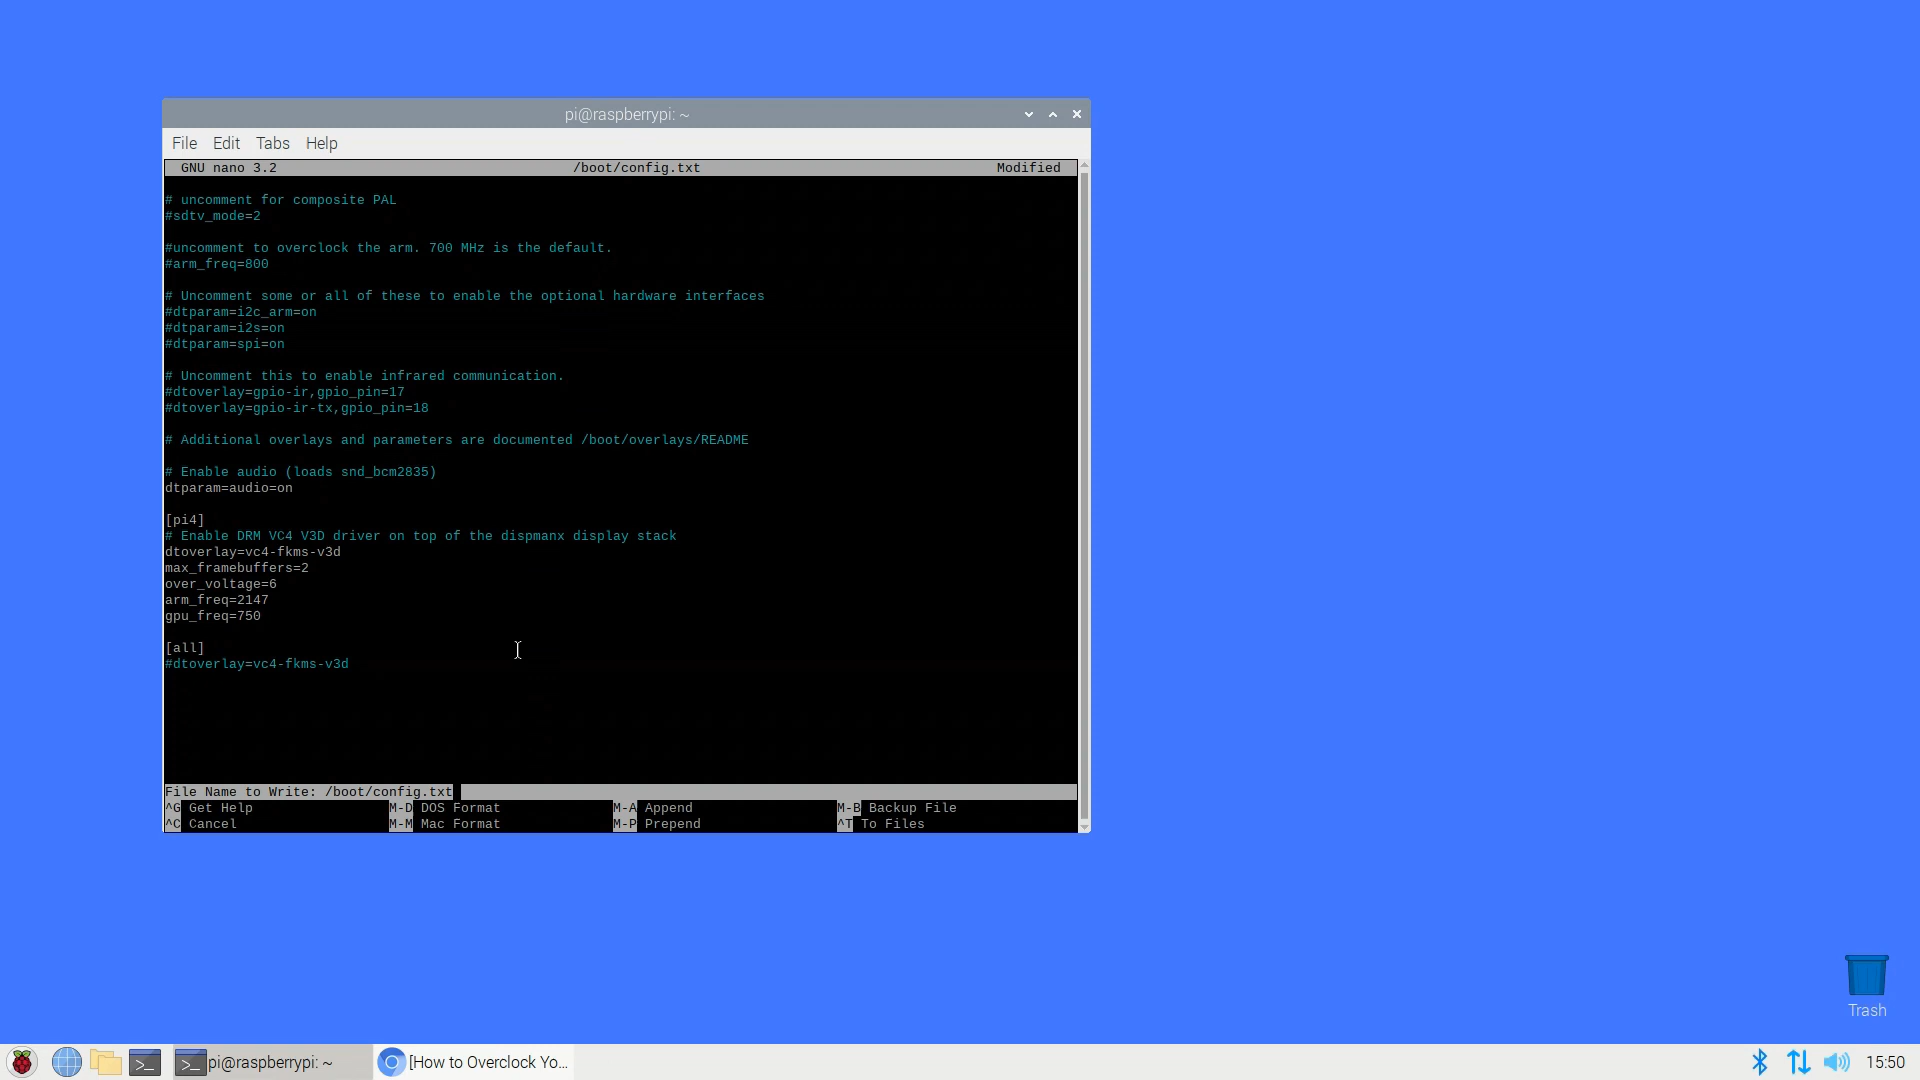 pi@raspberrypi: ~
File Edit Tabs Help
GNU nano 3.2 /boot/config.txt Modified
# uncomment for composite PAL
#sdtv_mode=2
#uncomment to overclock the arm. 700 MHz is the default.
#arm_freq=800
# Uncomment some or all of these to enable the optional hardware interfaces
#dtparam=i2c_arm=on
#dtparam=i2s=on
#dtparam=spi=on
# Uncomment this to enable infrared communication.
#dtoverlay=gpio-ir,gpio_pin=17
#dtoverlay=gpio-ir-tx,gpio_pin=18
# Additional overlays and parameters are documented /boot/overlays/README
# Enable audio (loads snd_bcm2835)
dtparam=audio=on
[pi4]
# Enable DRM VC4 V3D driver on top of the dispmanx display stack
dtoverlay=vc4-fkms-v3d
max_framebuffers=2
over_voltage=6
arm_freq=2147
gpu_freq=750
[all]
#dtoverlay=vc4-fkms-v3d
File Name to Write: /boot/config.txt
^G Get Help M-D DOS Format M-A Append M-B Backup File
^C Cancel M-M Mac Format M-P Prepend ^T To Files
Trash
pi@raspberrypi: ~ [How to Overclock Yo... 15:50